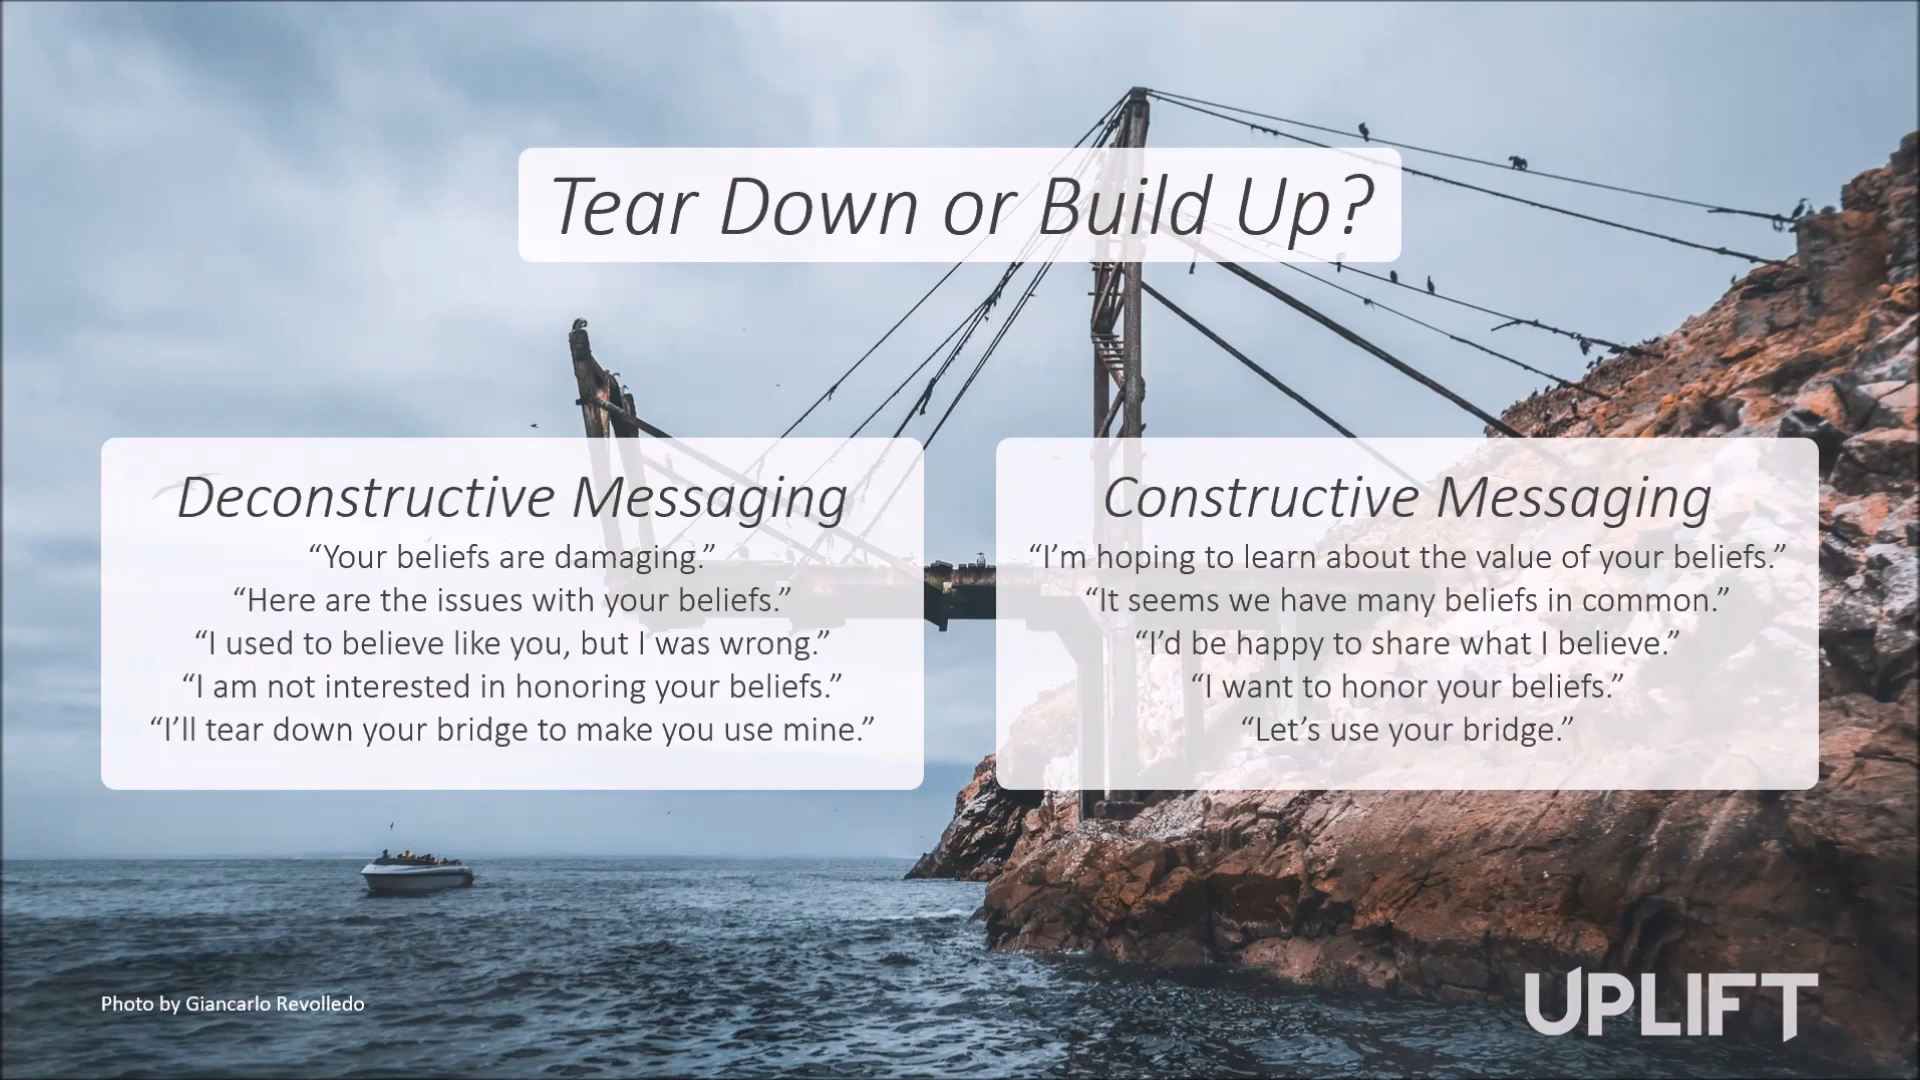 Tear Down or Build Up?
Deconstructive Messaging
“Your beliefs are damaging.”
“Here are the issues with your beliefs.”
“I used to believe like you, but I was wrong.”
“I am not interested in honoring your beliefs.”
“I’ll tear down your bridge to make you use mine.”
Constructive Messaging
“I’m hoping to learn about the value of your beliefs.”
“It seems we have many beliefs in common.”
“I’d be happy to share what I believe.”
“I want to honor your beliefs.”
“Let’s use your bridge.”
Photo by Giancarlo Revolledo
UPLIFT